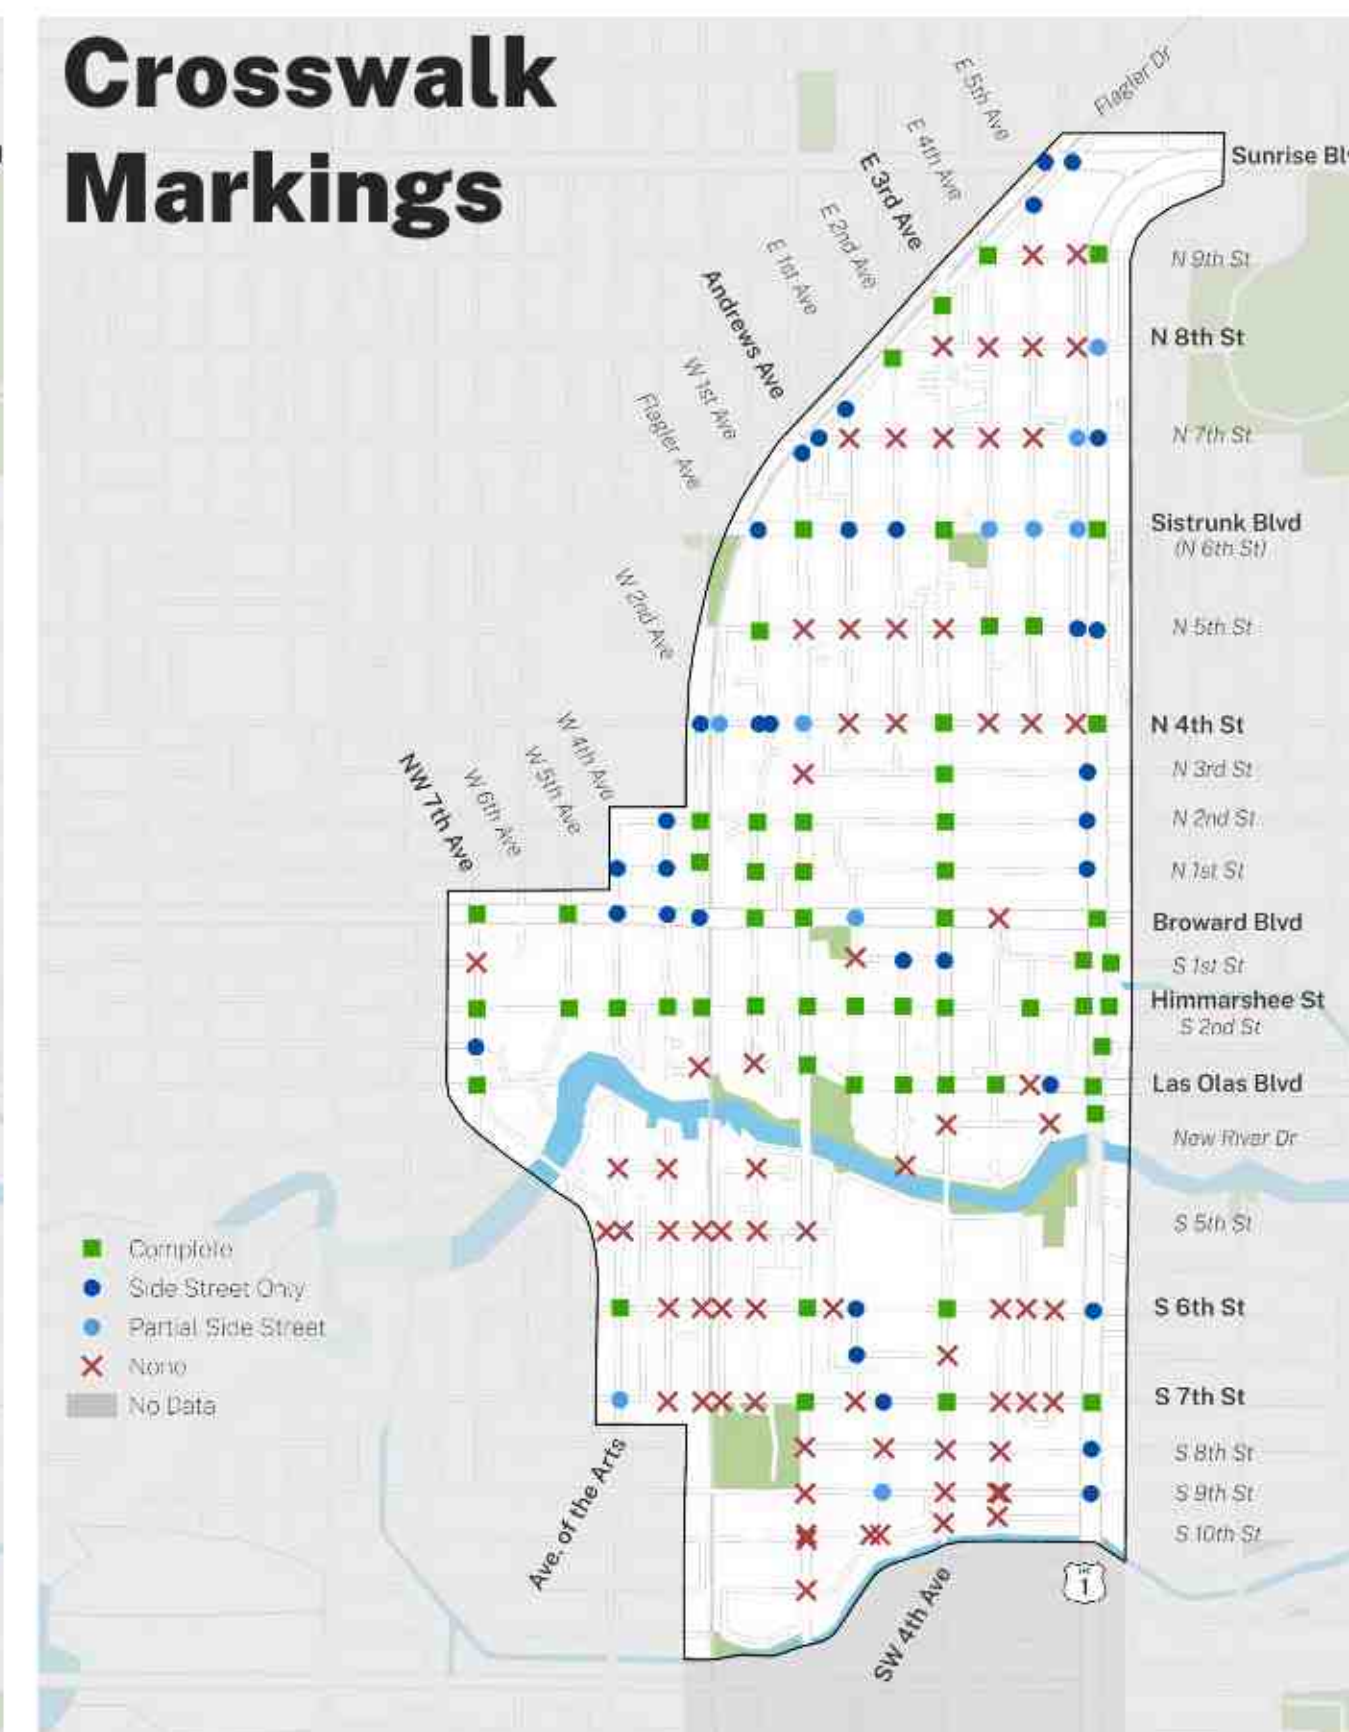 Crosswalk
Markings
E 5th Ave
Flagler Dr
E 4th Ave
E 3rd Ave
E 2nd Ave
E 1st Ave
Andrews Ave
W 1st Ave
Flagler Ave
W 2nd Ave
W 4th Ave
W 5th Ave
W 6th Ave
NW 7th Ave
Sunrise Blv
N 9th St
N 8th St
N 7th St
Sistrunk Blvd
(N 6th St)
N 5th St
N 4th St
N 3rd St
N 2nd St
N 1st St
Broward Blvd
S 1st St
Himmarshee St
S 2nd St
Las Olas Blvd
New River Dr
S 5th St
S 6th St
S 7th St
S 8th St
S 9th St
S 10th St
Complete
Side Street Only
Partial Side Street
None
No Data
Ave. of the Arts
SW 4th Ave
1